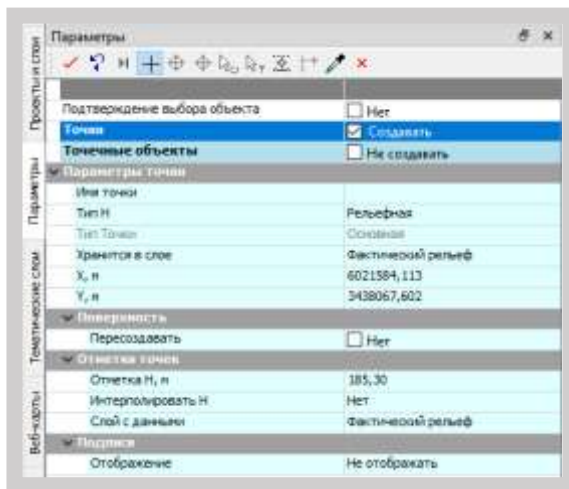 Параметры
Проекты и слои
Параметры
Тематические слои
Веб-карты
Подтверждение выбора объекта Нет
Точки Создавать
Точечные объекты Не создавать
Параметры точки
Имя точки
Тип H Рельефная
Тип Точки Основная
Хранится в слое Фактический рельеф
X, м 6021584,113
Y, м 3438067,602
Поверхность
Пересоздавать Нет
Отметка точек
Отметка H, м 185,30
Интерполировать H Нет
Слой с данными Фактический рельеф
Подписи
Отображение Не отображать